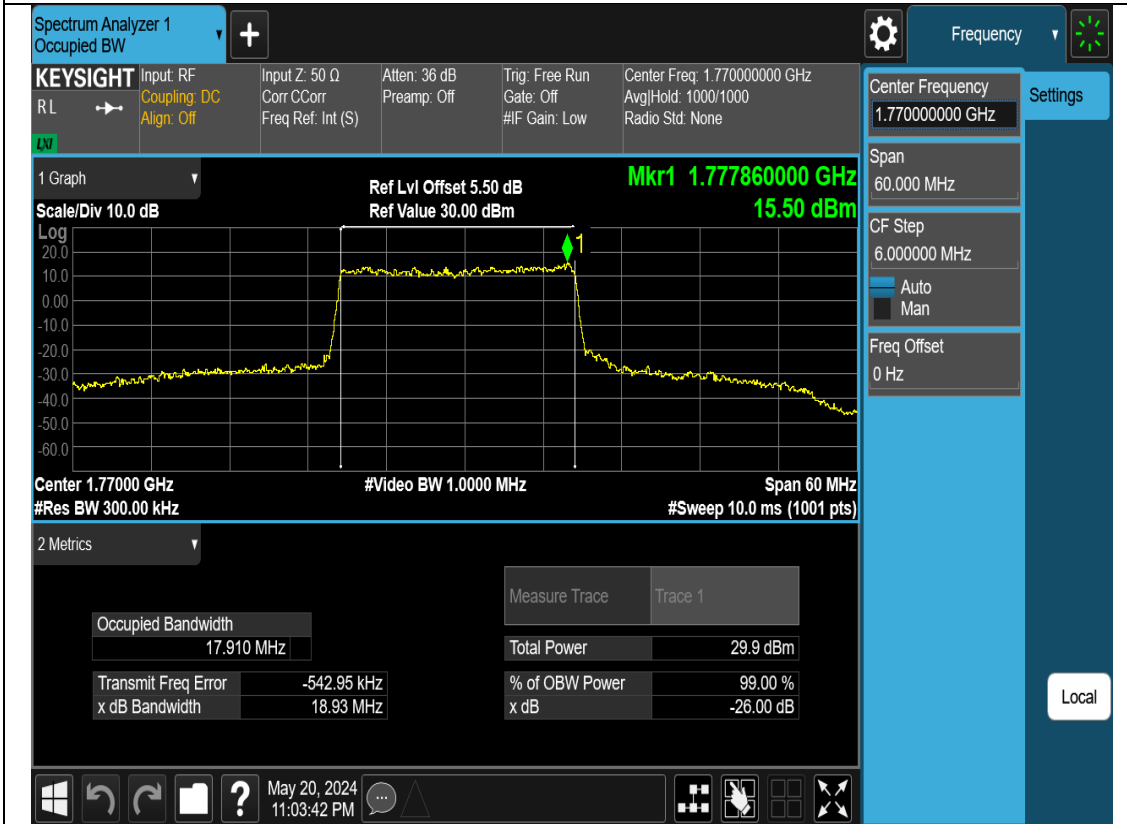 Spectrum Analyzer 1
Occupied BW
+
Frequency
KEYSIGHT
RL
LXI
Input: RF
Coupling: DC
Align: Off
Input Z: 50 Ω
Corr CCorr
Freq Ref: Int (S)
Atten: 36 dB
Preamp: Off
Trig: Free Run
Gate: Off
#IF Gain: Low
Center Freq: 1.770000000 GHz
Avg|Hold: 1000/1000
Radio Std: None
Center Frequency
1.770000000 GHz
Settings
Span
60.000 MHz
CF Step
6.000000 MHz
Auto
Man
Freq Offset
0 Hz
Local
1 Graph
Ref Lvl Offset 5.50 dB
Mkr1 1.777860000 GHz
Scale/Div 10.0 dB
Ref Value 30.00 dBm
15.50 dBm
Log
1
20.0
10.0
0.00
-10.0
-20.0
-30.0
-40.0
-50.0
-60.0
Center 1.77000 GHz
#Video BW 1.0000 MHz
Span 60 MHz
#Res BW 300.00 kHz
#Sweep 10.0 ms (1001 pts)
2 Metrics
Measure Trace Trace 1
Occupied Bandwidth
17.910 MHz
Total Power 29.9 dBm
Transmit Freq Error -542.95 kHz
% of OBW Power 99.00 %
x dB Bandwidth 18.93 MHz
x dB -26.00 dB
?
May 20, 2024
11:03:42 PM